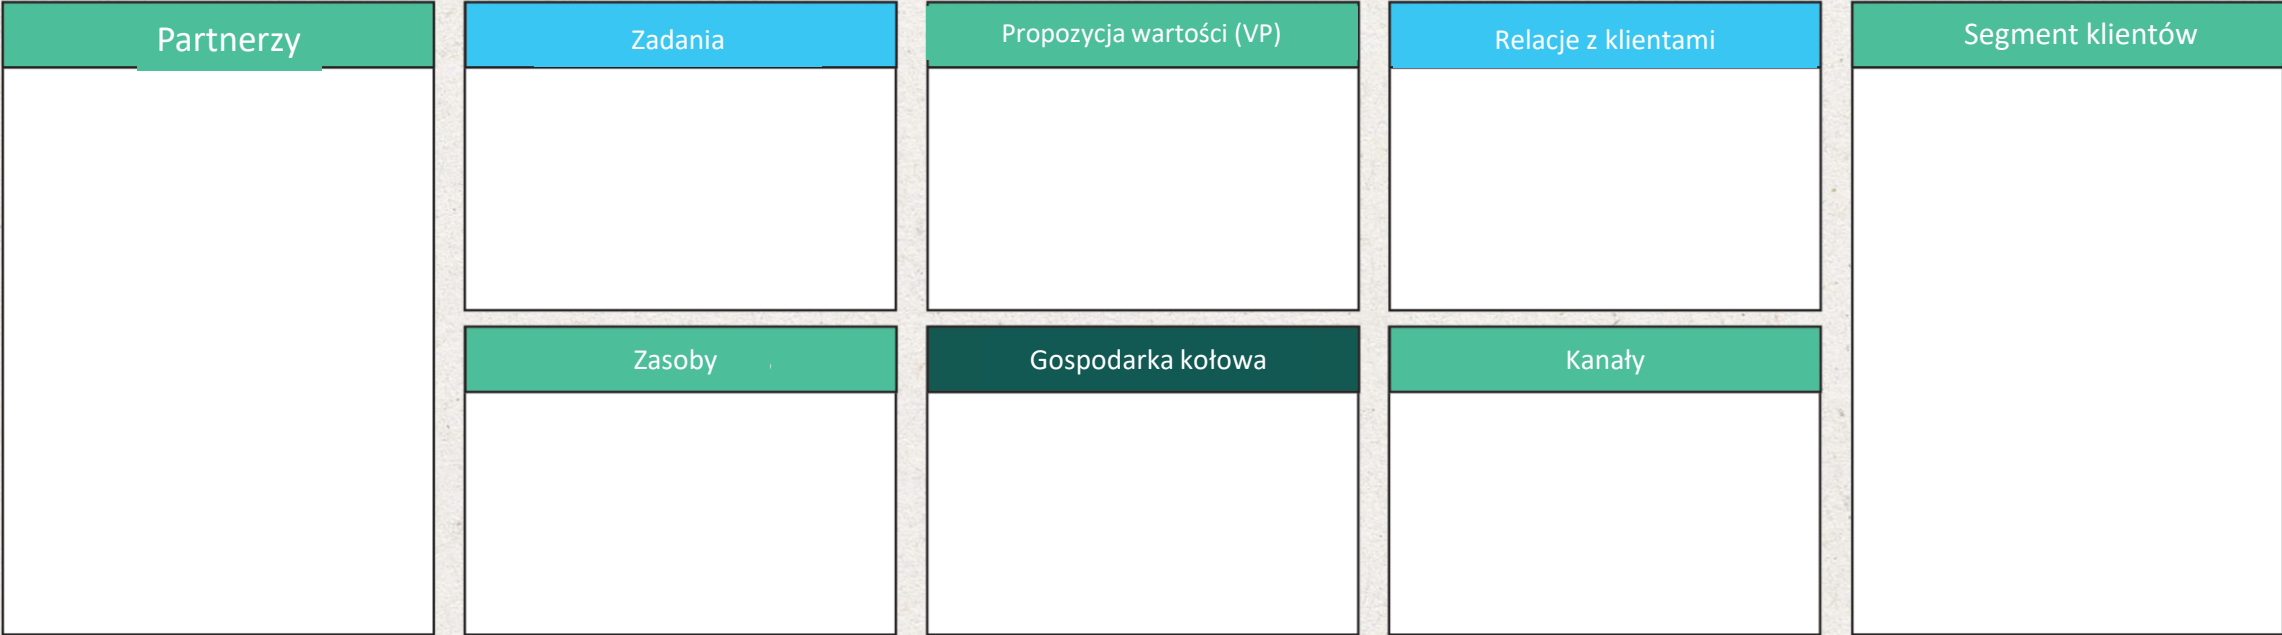 Partnerzy
Zadania
Propozycja wartości (VP)
Relacje z klientami
Segment klientów
Zasoby
Gospodarka kołowa
Kanały